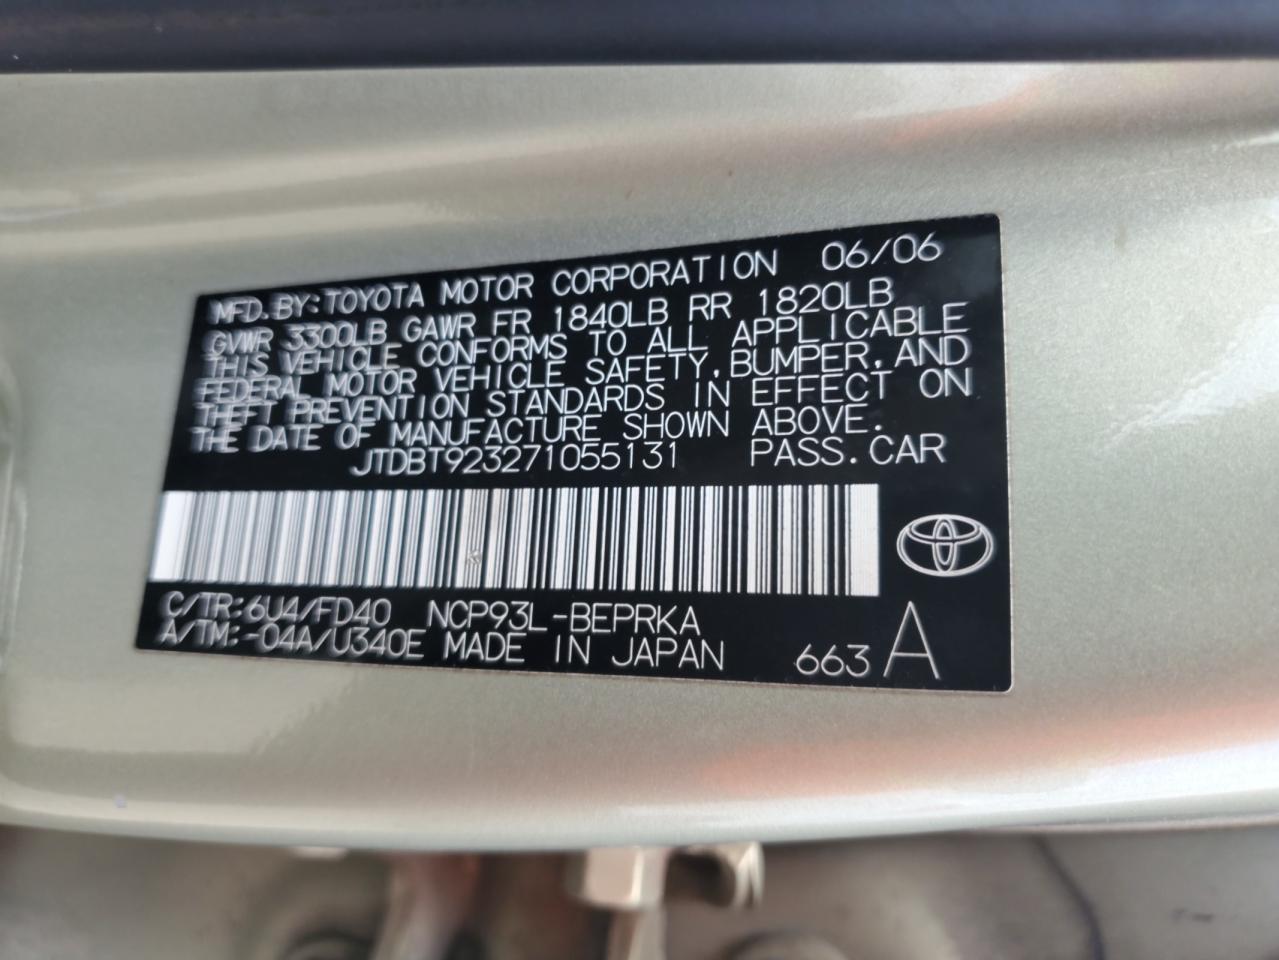 MFD.BY:TOYOTA MOTOR CORPORATION 06/06
GVWR 3300LB GAWR FR 1840LB RR 1820LB
THIS VEHICLE CONFORMS TO ALL APPLICABLE
FEDERAL MOTOR VEHICLE SAFETY,BUMPER,AND
THEFT PREVENTION STANDARDS IN EFFECT ON
THE DATE OF MANUFACTURE SHOWN ABOVE.
JTDBT923271055131 PASS.CAR
C/TR:6U4/FD40 NCP93L-BEPRKA
A/TM:-04A/U340E MADE IN JAPAN 663 A